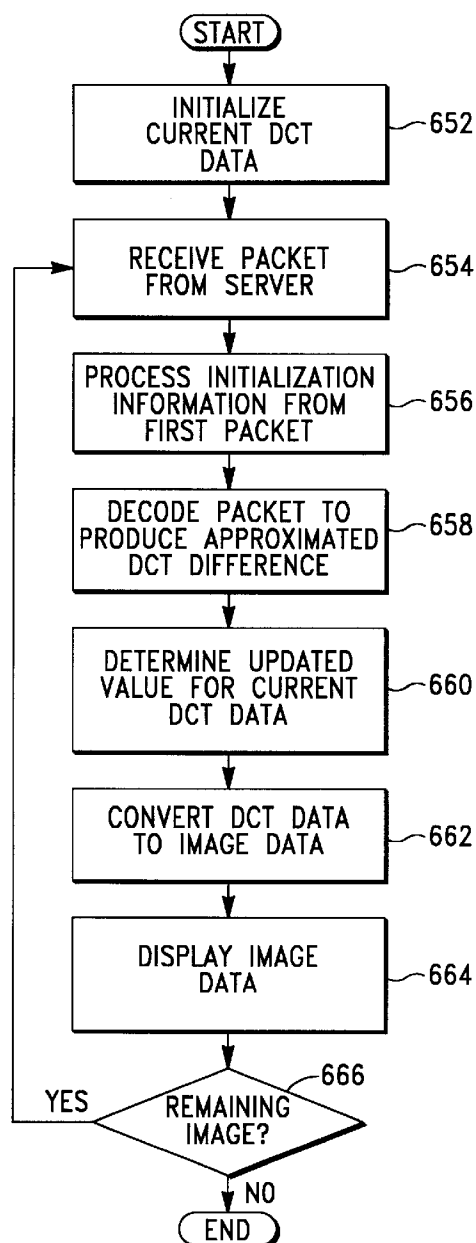 START
INITIALIZE
CURRENT DCT
DATA
652
RECEIVE PACKET
FROM SERVER
654
PROCESS INITIALIZATION
INFORMATION FROM
FIRST PACKET
656
DECODE PACKET TO
PRODUCE APPROXIMATED
DCT DIFFERENCE
658
DETERMINE UPDATED
VALUE FOR CURRENT
DCT DATA
660
CONVERT DCT DATA
TO IMAGE DATA
662
DISPLAY IMAGE
DATA
664
666
YES
REMAINING
IMAGE?
NO
END